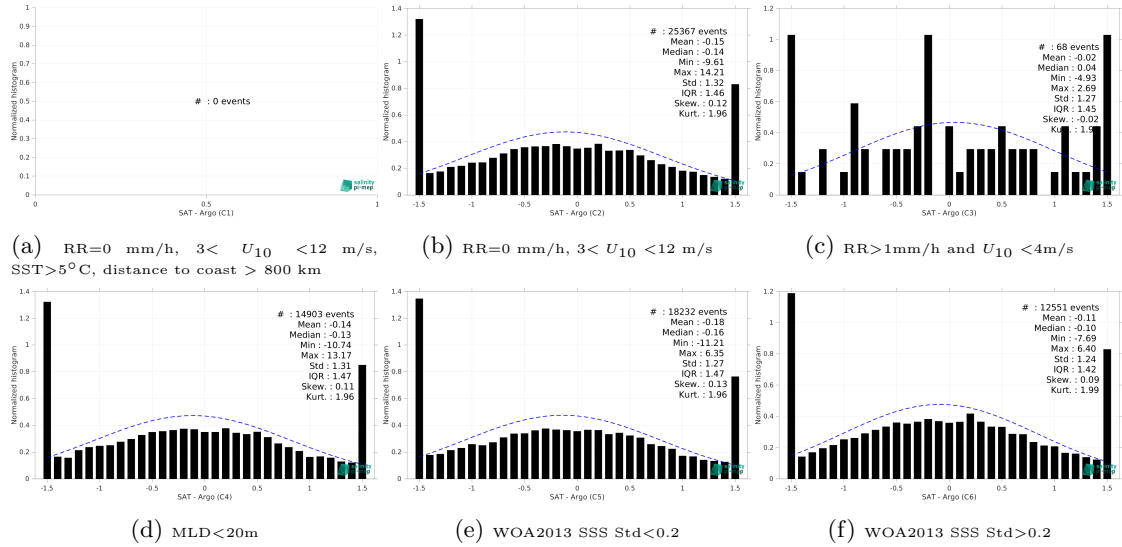 1
0.9
0.8
0.7
0.6
0.5
0.4
0.3
0.2
0.1
0
Normalized histogram
# : 0 events
salinity
pi-mep
0 0.5 1
SAT - Argo (C1)
(a) RR=0 mm/h, 3< U10 <12 m/s,
SST>5°C, distance to coast > 800 km
1.4
1.2
1
0.8
0.6
0.4
0.2
0
Normalized histogram
# : 25367 events
Mean : -0.15
Median : -0.14
Min : -9.61
Max : 14.21
Std : 1.32
IQR : 1.46
Skew. : 0.12
Kurt. : 1.96
salinity
pi-mep
-1.5 -1 -0.5 0 0.5 1 1.5
SAT - Argo (C2)
(b) RR=0 mm/h, 3< U10 <12 m/s
1.2
1
0.8
0.6
0.4
0.2
0
Normalized histogram
# : 68 events
Mean : -0.02
Median : 0.04
Min : -4.93
Max : 2.69
Std : 1.27
IQR : 1.45
Skew. : -0.02
Kurt. : 1.9
salinity
pi-mep
-1.5 -1 -0.5 0 0.5 1 1.5
SAT - Argo (C3)
(c) RR>1mm/h and U10 <4m/s
1.4
1.2
1
0.8
0.6
0.4
0.2
0
Normalized histogram
# : 14903 events
Mean : -0.14
Median : -0.13
Min : -10.74
Max : 13.17
Std : 1.31
IQR : 1.47
Skew. : 0.11
Kurt. : 1.96
salinity
pi-mep
-1.5 -1 -0.5 0 0.5 1 1.5
SAT - Argo (C4)
(d) MLD<20m
1.4
1.2
1
0.8
0.6
0.4
0.2
0
Normalized histogram
# : 18232 events
Mean : -0.18
Median : -0.16
Min : -11.21
Max : 6.35
Std : 1.27
IQR : 1.47
Skew. : 0.13
Kurt. : 1.96
salinity
pi-mep
-1.5 -1 -0.5 0 0.5 1 1.5
SAT - Argo (C5)
(e) WOA2013 SSS Std<0.2
1.2
1
0.8
0.6
0.4
0.2
0
Normalized histogram
# : 12551 events
Mean : -0.11
Median : -0.10
Min : -7.69
Max : 6.40
Std : 1.24
IQR : 1.42
Skew. : 0.09
Kurt. : 1.99
salinity
pi-mep
-1.5 -1 -0.5 0 0.5 1 1.5
SAT - Argo (C6)
(f) WOA2013 SSS Std>0.2